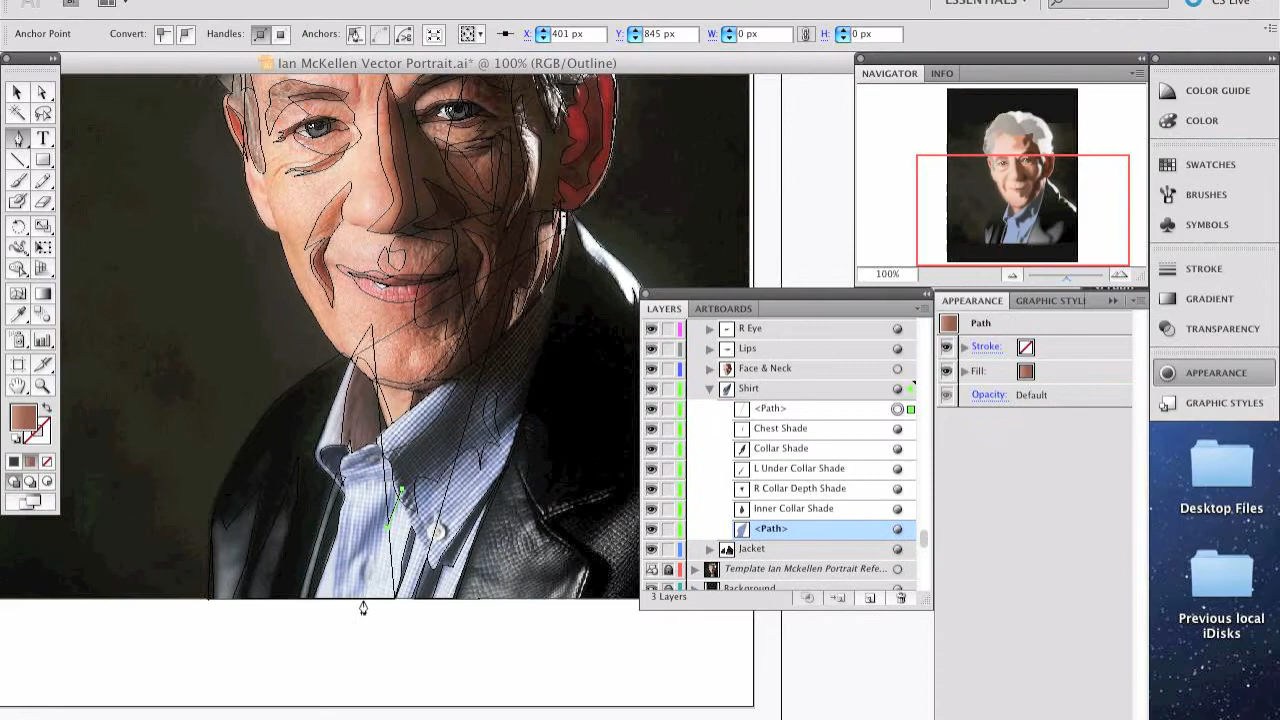 Ai Br ESSENTIALS CS Live
Anchor Point Convert: Handles: Anchors: X: 401 px Y: 845 px W: 0 px H: 0 px
Ian McKellen Vector Portrait.ai* @ 100% (RGB/Outline)
NAVIGATOR INFO
100%
COLOR GUIDE
COLOR
SWATCHES
BRUSHES
SYMBOLS
STROKE
GRADIENT
TRANSPARENCY
APPEARANCE
GRAPHIC STYLES
LAYERS ARTBOARDS
R Eye
Lips
Face & Neck
Shirt
<Path>
Chest Shade
Collar Shade
L Under Collar Shade
R Collar Depth Shade
Inner Collar Shade
<Path>
Jacket
Template Ian Mckellen Portrait Refe...
Background
3 Layers
APPEARANCE GRAPHIC STYLI
Path
Stroke:
Fill:
Opacity: Default
T
Desktop Files
Previous local
iDisks